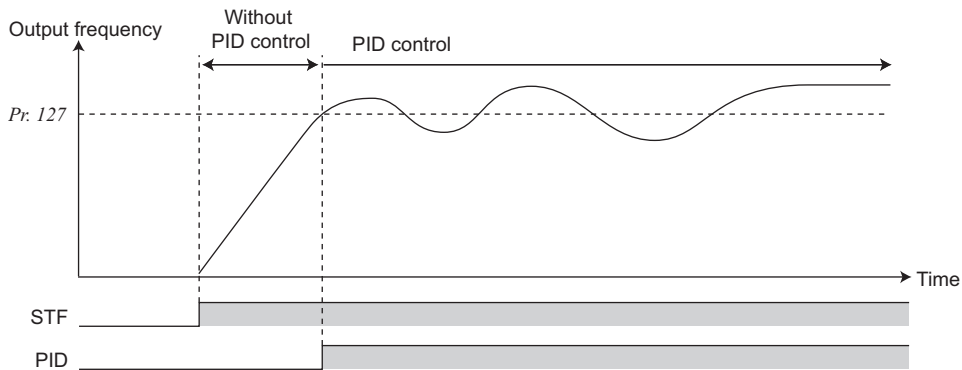 Without
Output frequency
PID control
PID control
Pr. 127
Time
STF
PID